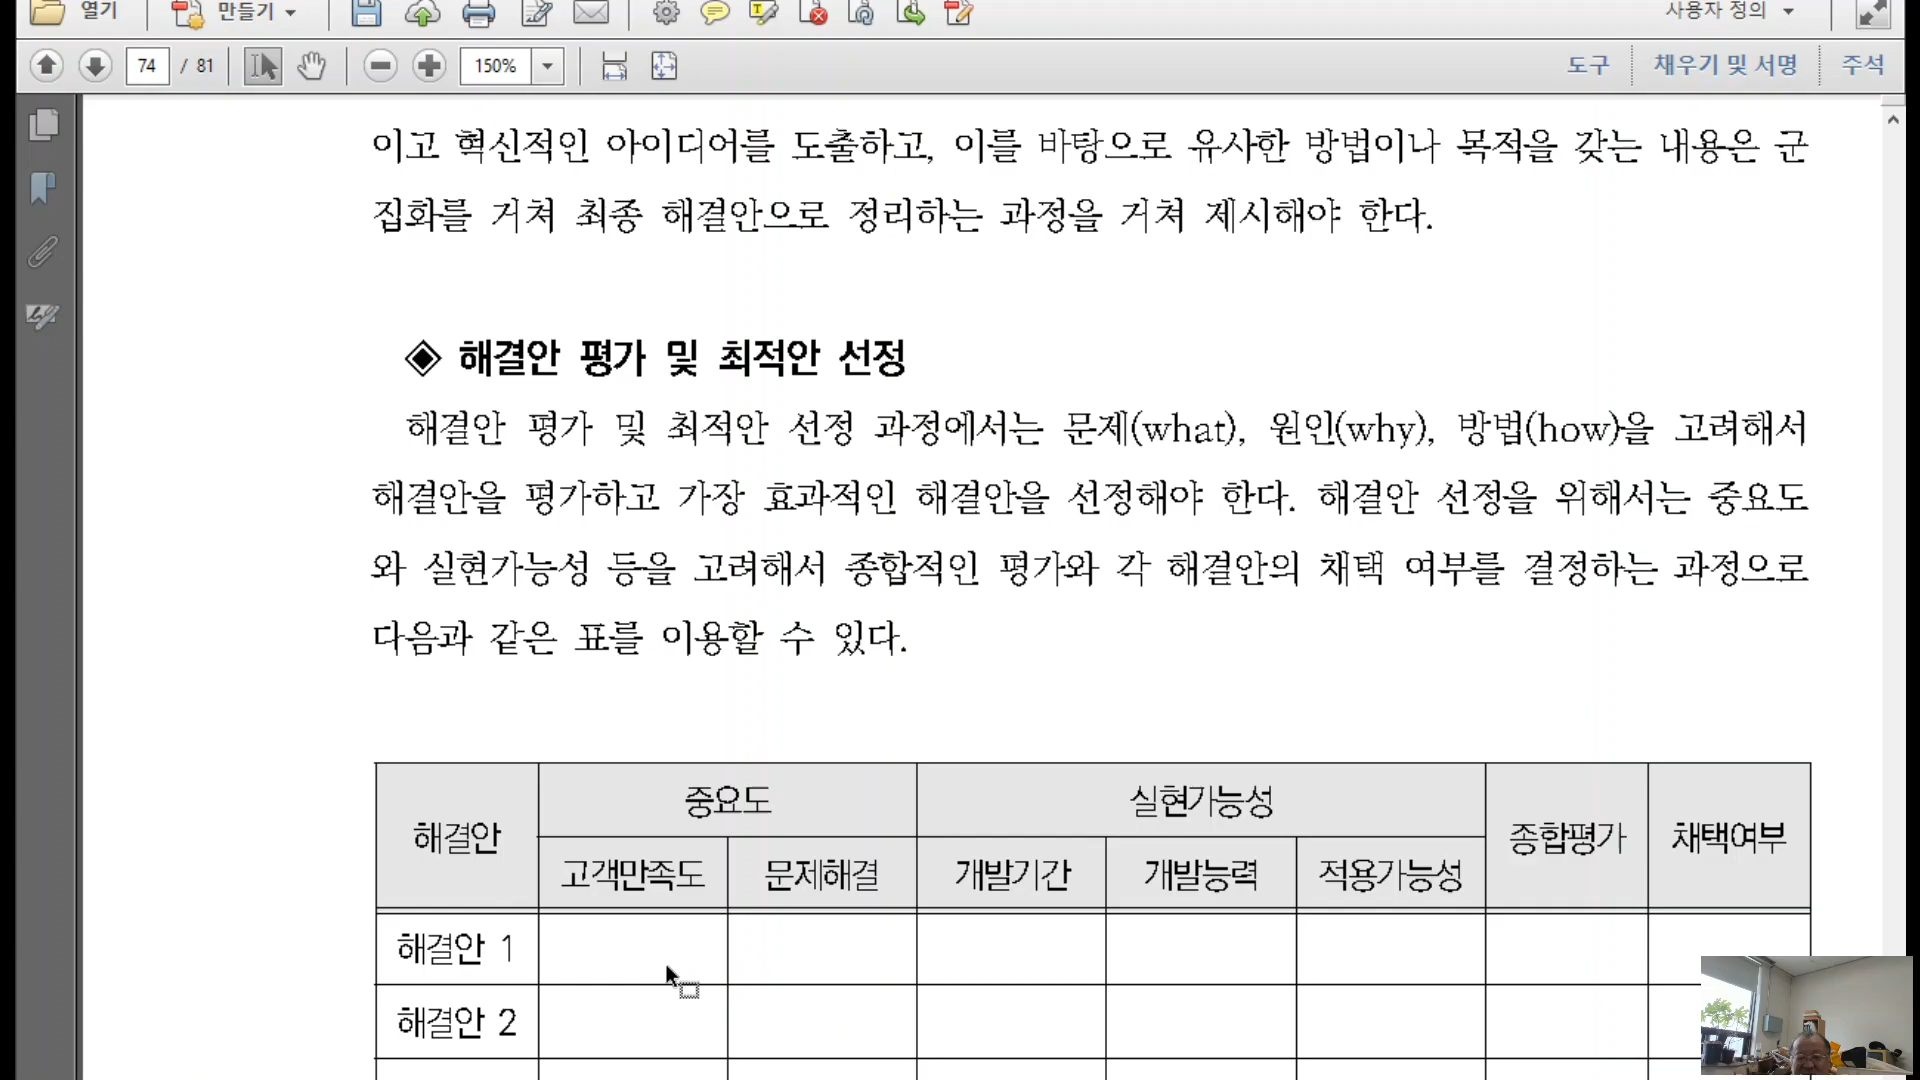 열기
만들기
사용자 정의
74 / 81
150%
도구
채우기 및 서명
주석
이고 혁신적인 아이디어를 도출하고, 이를 바탕으로 유사한 방법이나 목적을 갖는 내용은 군
집화를 거쳐 최종 해결안으로 정리하는 과정을 거쳐 제시해야 한다.
◈ 해결안 평가 및 최적안 선정
해결안 평가 및 최적안 선정 과정에서는 문제(what), 원인(why), 방법(how)을 고려해서
해결안을 평가하고 가장 효과적인 해결안을 선정해야 한다. 해결안 선정을 위해서는 중요도
와 실현가능성 등을 고려해서 종합적인 평가와 각 해결안의 채택 여부를 결정하는 과정으로
다음과 같은 표를 이용할 수 있다.
해결안
중요도
실현가능성
종합평가
채택여부
고객만족도
문제해결
개발기간
개발능력
적용가능성
해결안 1
해결안 2